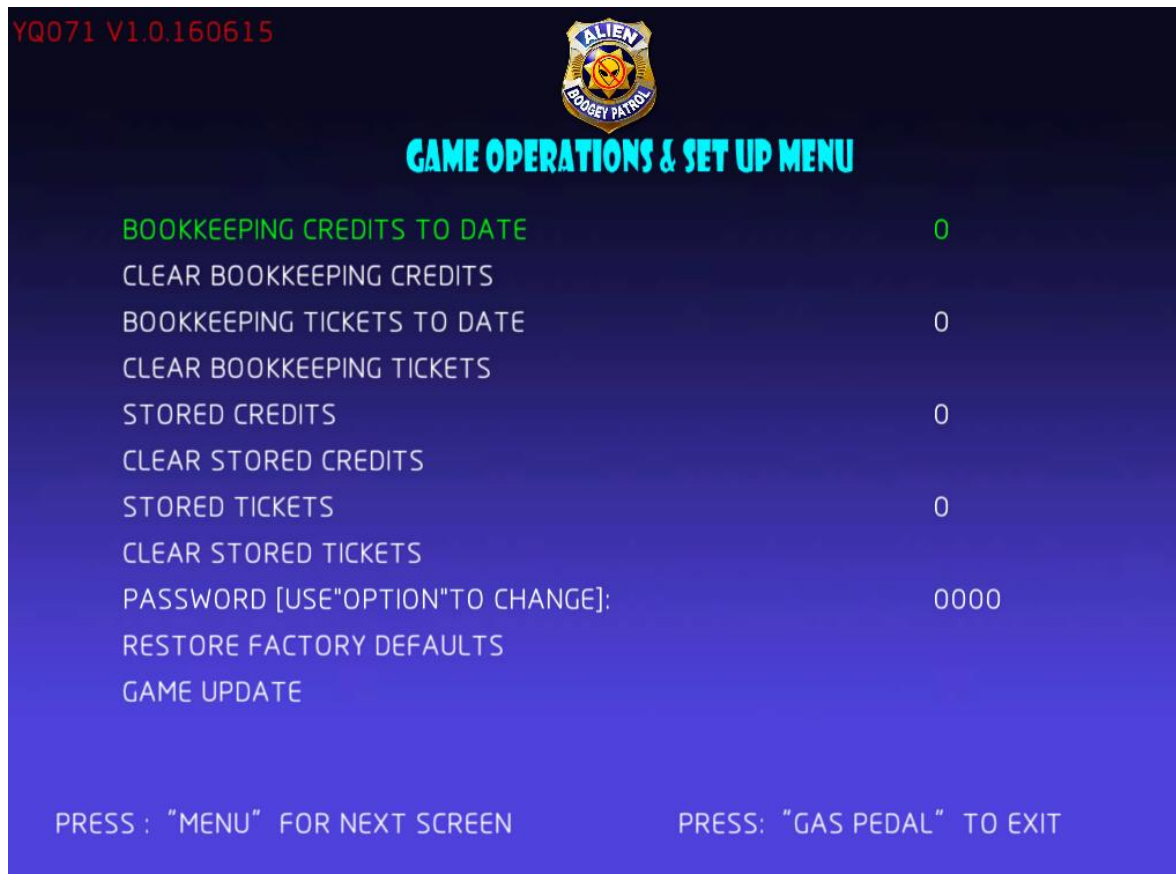 YQ071 V1.0.160615
ALIEN
BOOGEY PATROL
GAME OPERATIONS & SET UP MENU
BOOKKEEPING CREDITS TO DATE 0
CLEAR BOOKKEEPING CREDITS
BOOKKEEPING TICKETS TO DATE 0
CLEAR BOOKKEEPING TICKETS
STORED CREDITS 0
CLEAR STORED CREDITS
STORED TICKETS 0
CLEAR STORED TICKETS
PASSWORD [USE"OPTION"TO CHANGE]: 0000
RESTORE FACTORY DEFAULTS
GAME UPDATE
PRESS : "MENU" FOR NEXT SCREEN PRESS: "GAS PEDAL" TO EXIT